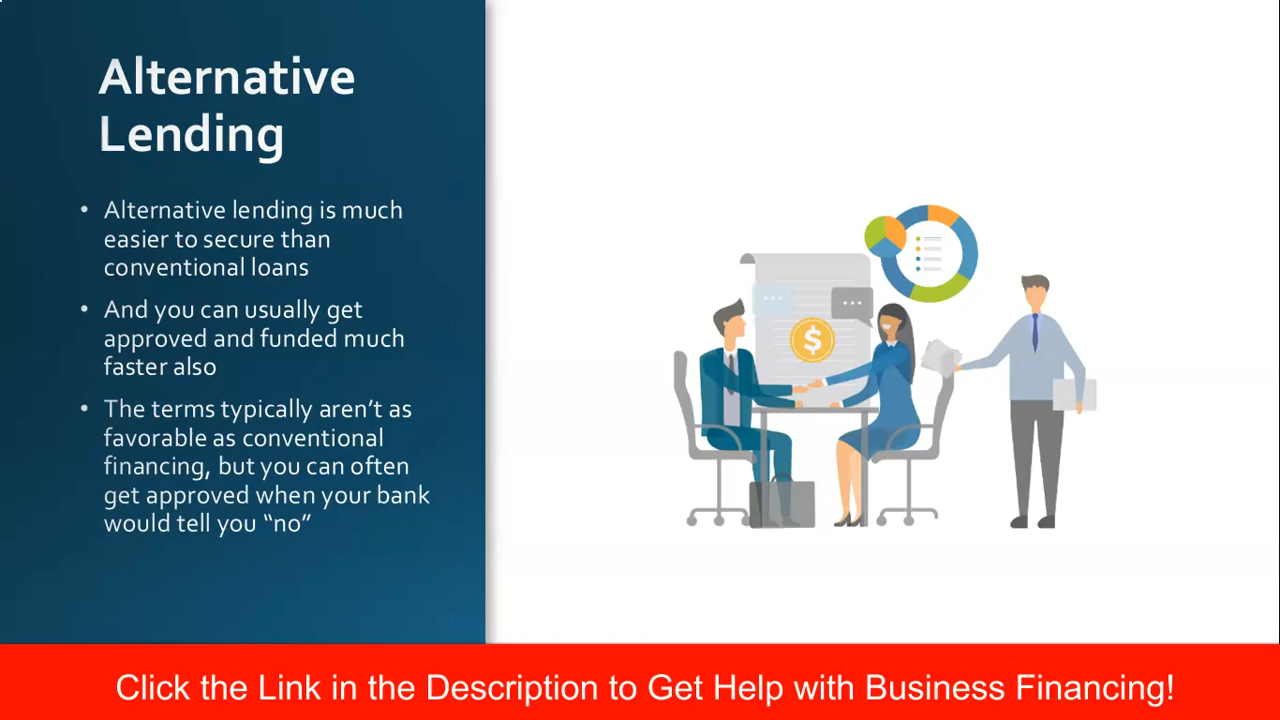 Alternative
Lending
• Alternative lending is much
easier to secure than
conventional loans
• And you can usually get
approved and funded much
faster also
• The terms typically aren’t as
favorable as conventional
financing, but you can often
get approved when your bank
would tell you “no”
$
Click the Link in the Description to Get Help with Business Financing!